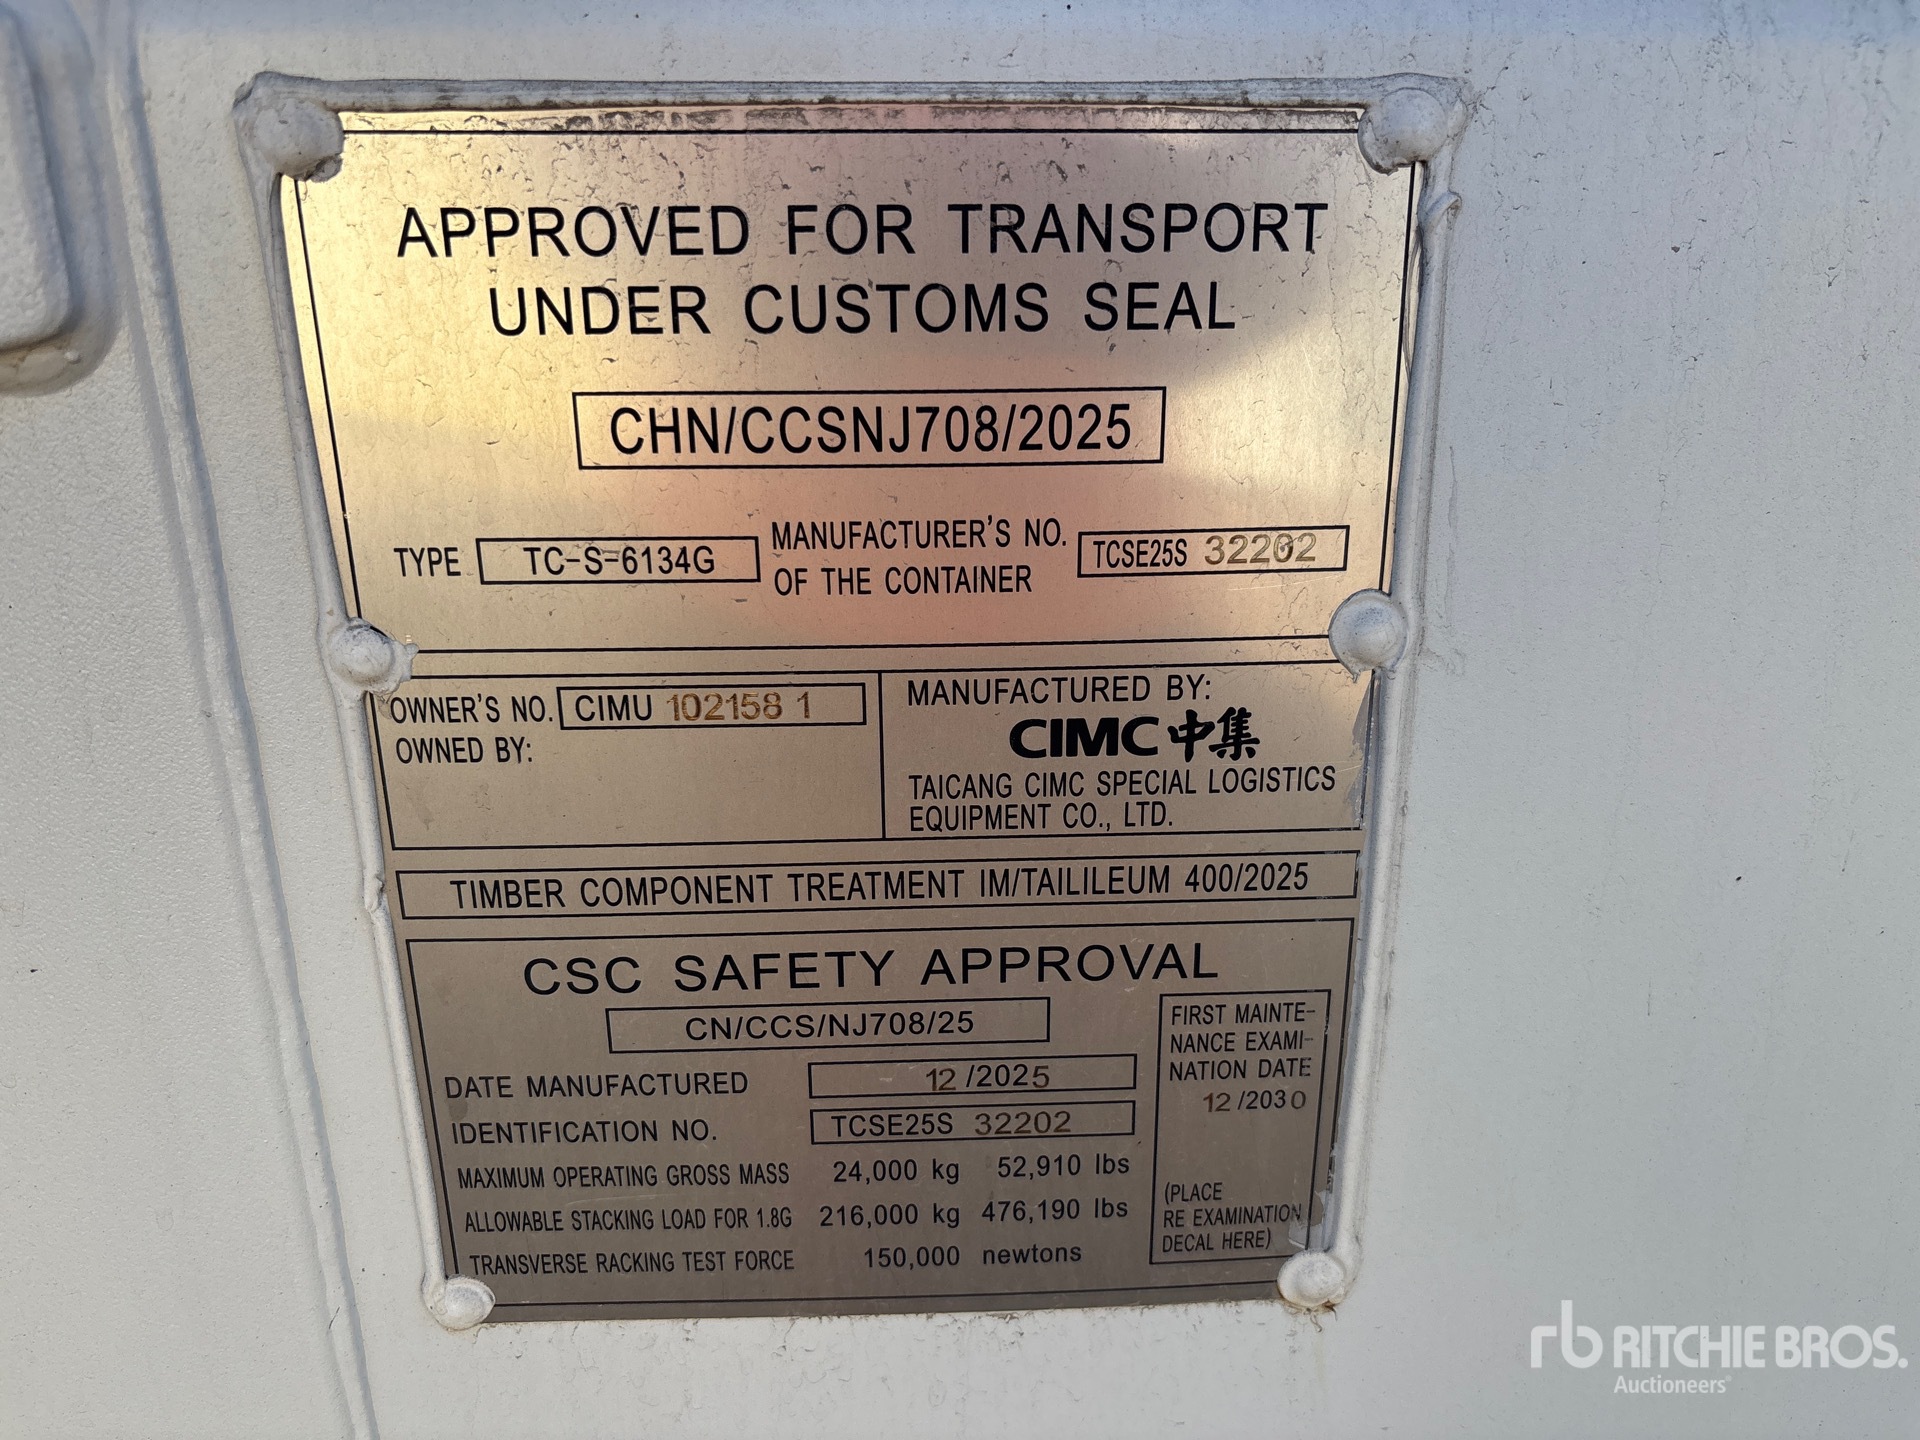 APPROVED FOR TRANSPORT
UNDER CUSTOMS SEAL
CHN/CCSNJ708/2025
TYPE TC-S-6134G MANUFACTURER'S NO.
OF THE CONTAINER TCSE25S 32202
OWNER'S NO. CIMU 102158 1
OWNED BY:
MANUFACTURED BY:
CIMC 中集
TAICANG CIMC SPECIAL LOGISTICS
EQUIPMENT CO., LTD.
TIMBER COMPONENT TREATMENT IM/TAILILEUM 400/2025
CSC SAFETY APPROVAL
CN/CCS/NJ708/25
DATE MANUFACTURED 12/2025
IDENTIFICATION NO. TCSE25S 32202
MAXIMUM OPERATING GROSS MASS 24,000 kg 52,910 lbs
ALLOWABLE STACKING LOAD FOR 1.8G 216,000 kg 476,190 lbs
TRANSVERSE RACKING TEST FORCE 150,000 newtons
FIRST MAINTE-
NANCE EXAMI-
NATION DATE
12/2030
(PLACE
RE EXAMINATION
DECAL HERE)
rb RITCHIE BROS.
Auctioneers